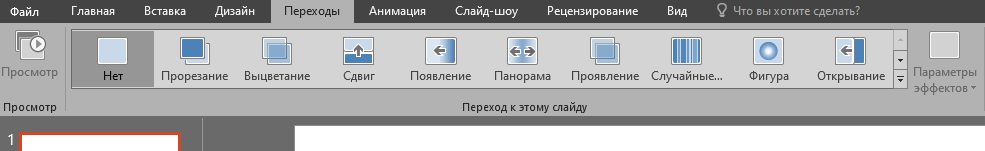 Файл Главная Вставка Дизайн Переходы Анимация Слайд-шоу Рецензирование Вид Что вы хотите сделать?
Просмотр Нет Прорезание Выцветание Сдвиг Появление Панорама Проявление Случайные... Фигура Открывание Параметры
эффектов
Просмотр Переход к этому слайду
1